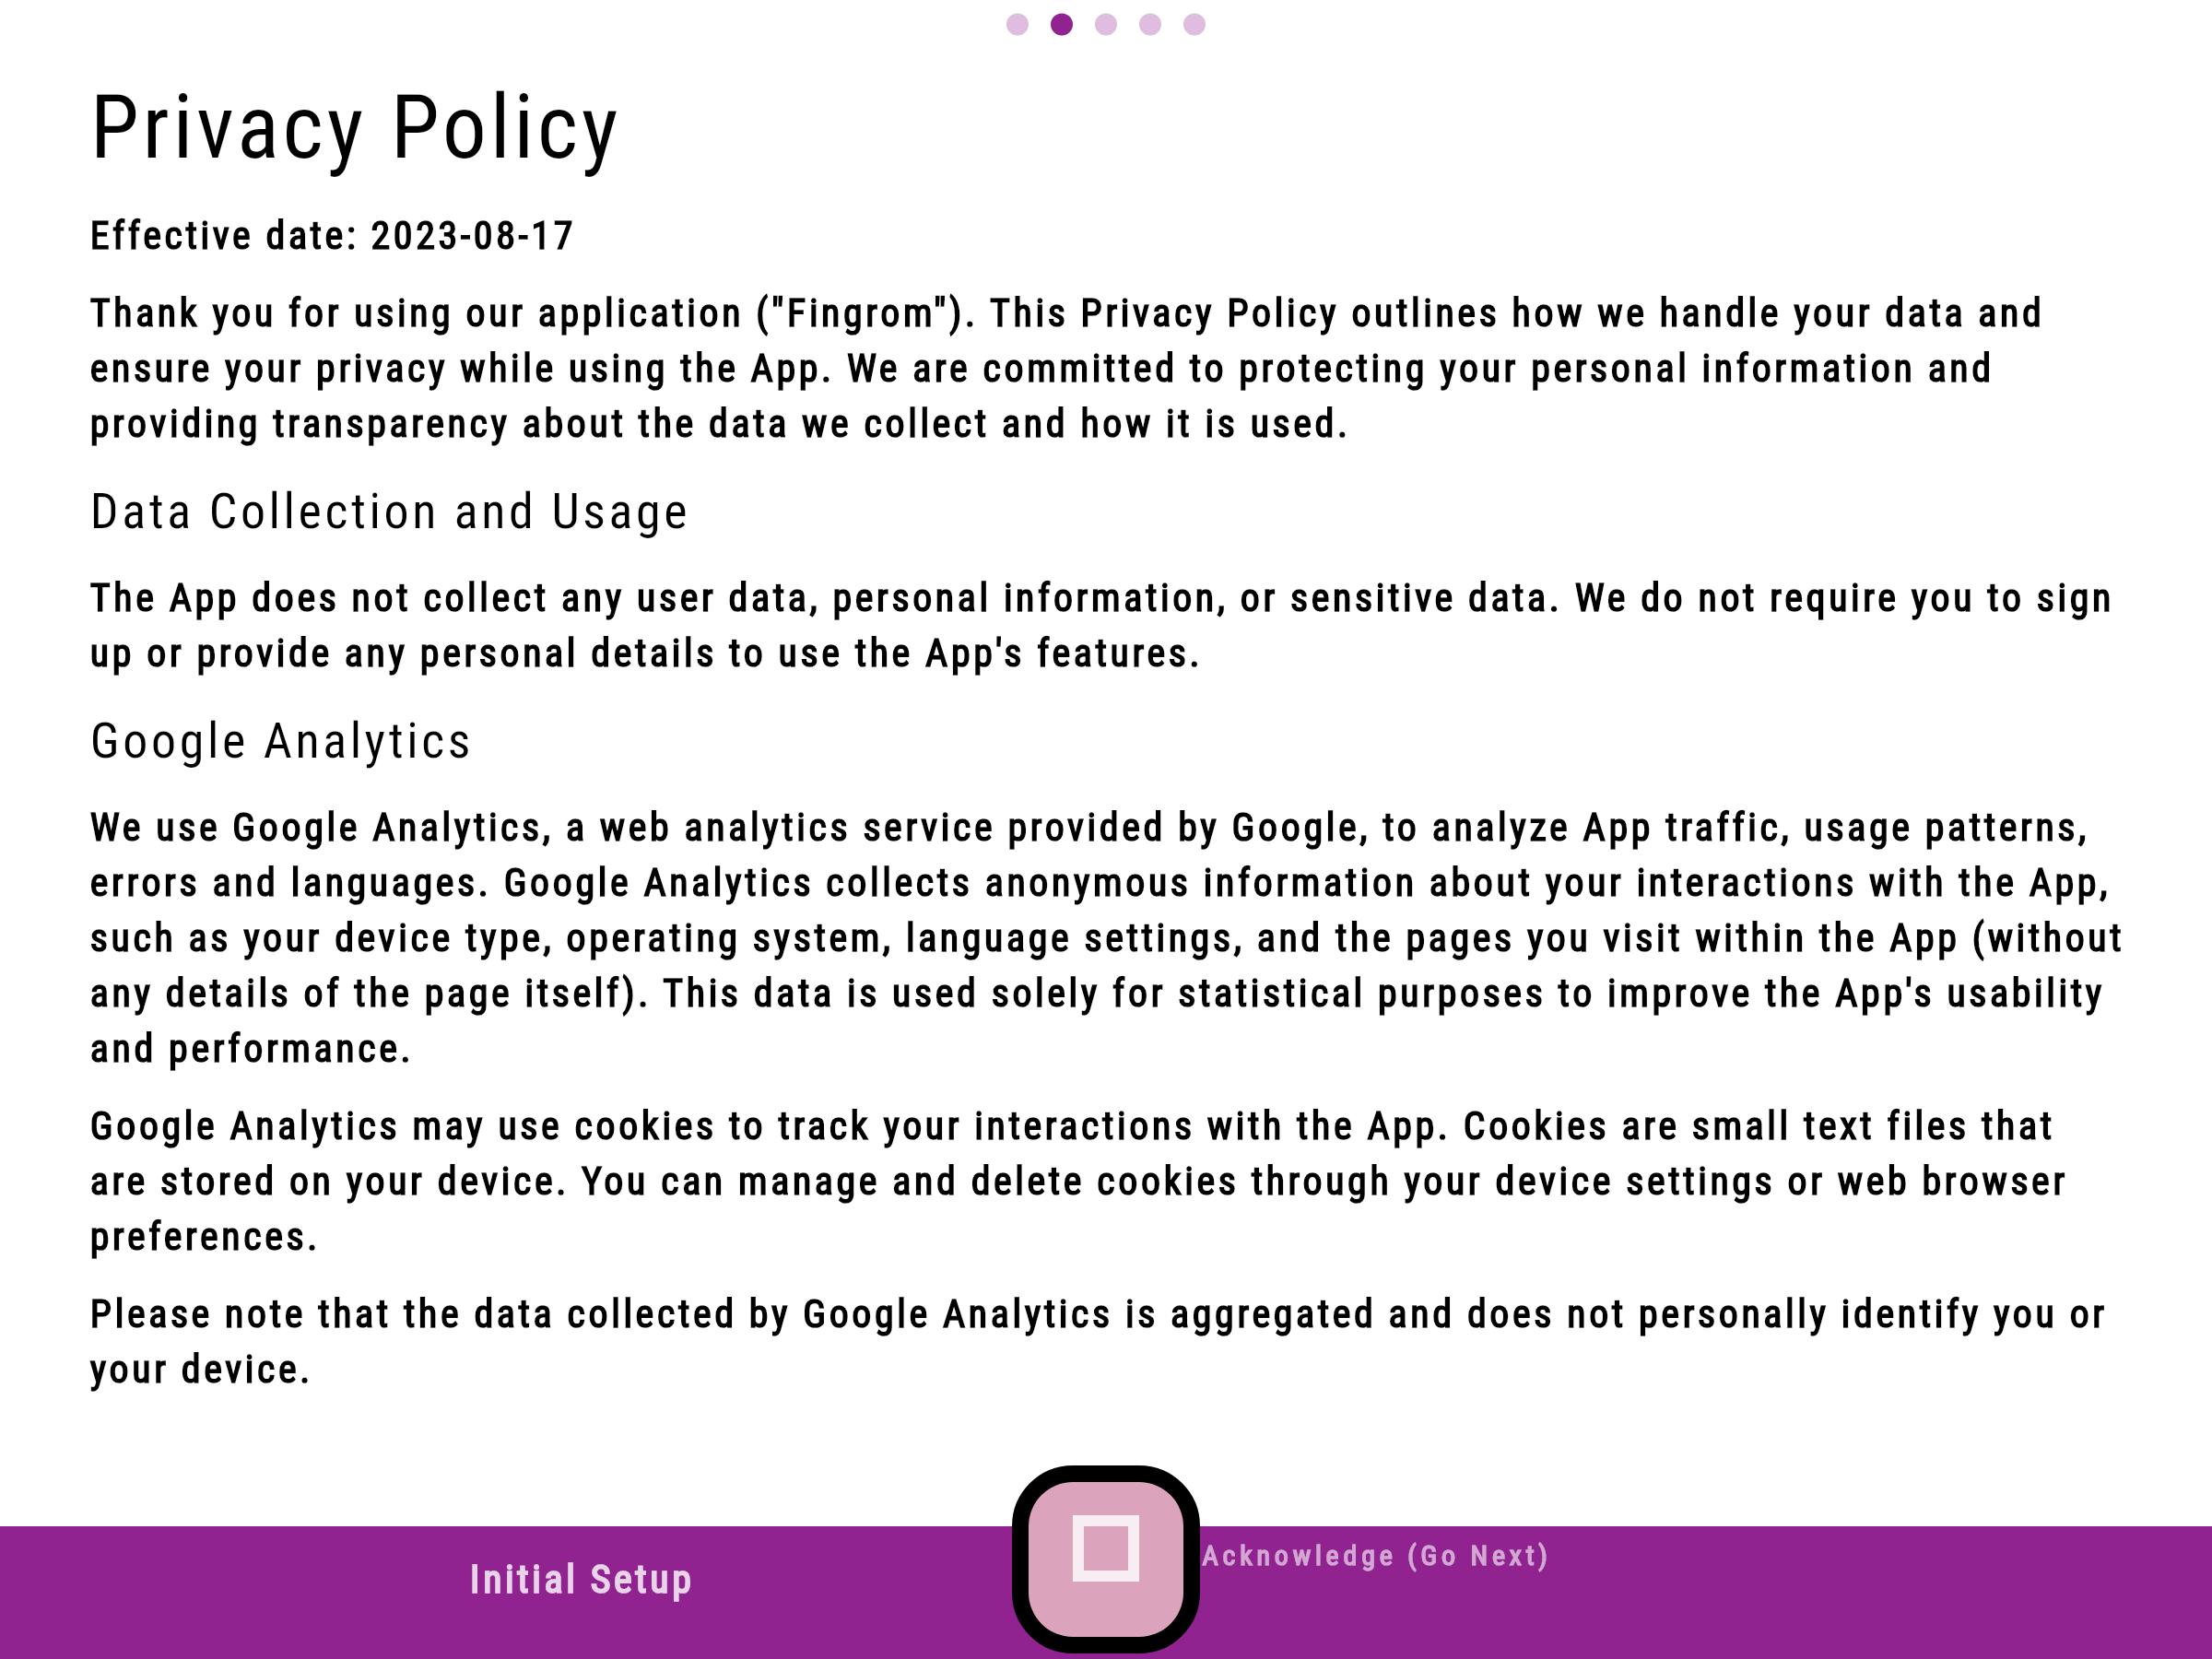 Privacy Policy
Effective date: 2023-08-17
Thank you for using our application ("Fingrom"). This Privacy Policy outlines how we handle your data and
ensure your privacy while using the App. We are committed to protecting your personal information and
providing transparency about the data we collect and how it is used.
Data Collection and Usage
The App does not collect any user data, personal information, or sensitive data. We do not require you to sign
up or provide any personal details to use the App's features.
Google Analytics
We use Google Analytics, a web analytics service provided by Google, to analyze App traffic, usage patterns,
errors and languages. Google Analytics collects anonymous information about your interactions with the App,
such as your device type, operating system, language settings, and the pages you visit within the App (without
any details of the page itself). This data is used solely for statistical purposes to improve the App's usability
and performance.
Google Analytics may use cookies to track your interactions with the App. Cookies are small text files that
are stored on your device. You can manage and delete cookies through your device settings or web browser
preferences.
Please note that the data collected by Google Analytics is aggregated and does not personally identify you or
your device.
Initial Setup
Acknowledge (Go Next)